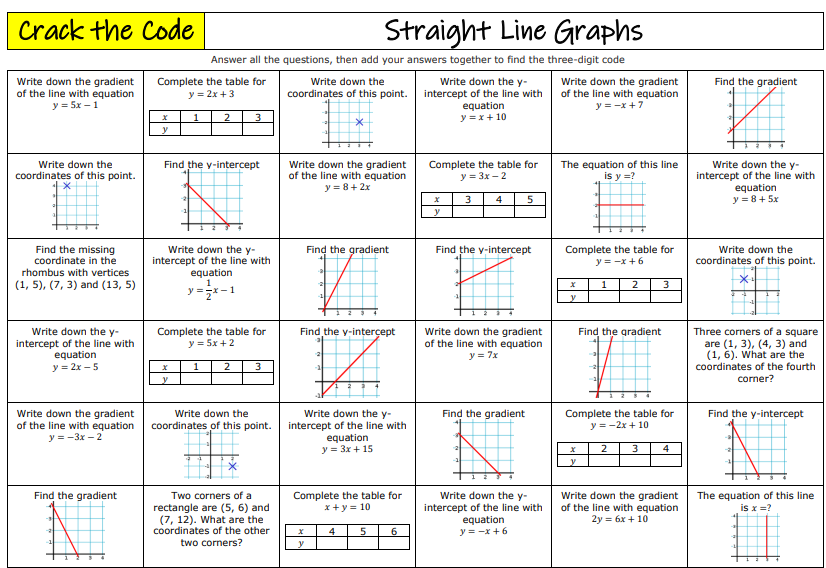 Crack the Code
Straight Line Graphs
Answer all the questions, then add your answers together to find the three-digit code
Write down the gradient
of the line with equation
y = 5x − 1
Complete the table for
y = 2x + 3
x 1 2 3
y
Write down the
coordinates of this point.
Write down the y-
intercept of the line with
equation
y = x + 10
Write down the gradient
of the line with equation
y = −x + 7
Find the gradient
Write down the
coordinates of this point.
Find the y-intercept
Write down the gradient
of the line with equation
y = 8 + 2x
Complete the table for
y = 3x − 2
x 3 4 5
y
The equation of this line
is y =?
Write down the y-
intercept of the line with
equation
y = 8 + 5x
Find the missing
coordinate in the
rhombus with vertices
(1, 5), (7, 3) and (13, 5)
Write down the y-
intercept of the line with
equation
y = 1/2 x − 1
Find the gradient
Find the y-intercept
Complete the table for
y = −x + 6
x 1 2 3
y
Write down the
coordinates of this point.
Write down the y-
intercept of the line with
equation
y = 2x − 5
Complete the table for
y = 5x + 2
x 1 2 3
y
Find the y-intercept
Write down the gradient
of the line with equation
y = 7x
Find the gradient
Three corners of a square
are (1, 3), (4, 3) and
(1, 6). What are the
coordinates of the fourth
corner?
Write down the gradient
of the line with equation
y = −3x − 2
Write down the
coordinates of this point.
Write down the y-
intercept of the line with
equation
y = 3x + 15
Find the gradient
Complete the table for
y = −2x + 10
x 2 3 4
y
Find the y-intercept
Find the gradient
Two corners of a
rectangle are (5, 6) and
(7, 12). What are the
coordinates of the other
two corners?
Complete the table for
x + y = 10
x 4 5 6
y
Write down the y-
intercept of the line with
equation
y = −x + 6
Write down the gradient
of the line with equation
2y = 6x + 10
The equation of this line
is x =?